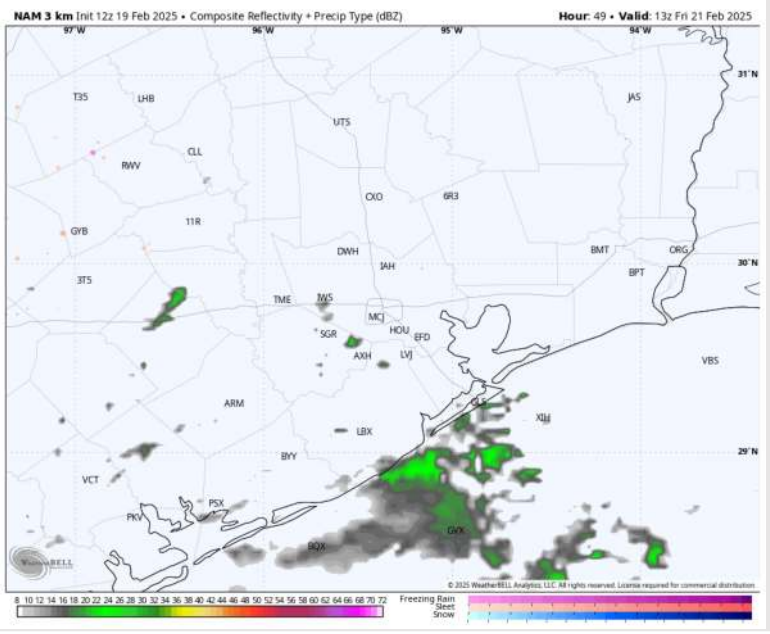 NAM 3 km Init 12z 19 Feb 2025 • Composite Reflectivity + Precip Type (dBZ) Hour: 49 • Valid: 13z Fri 21 Feb 2025
97°W 96°W 95°W 94°W
31°N
T35 LHB JAS
UTS
CLL
RWV
CXO 6R3
11R
GYB
DWH BMT ORG
IAH 30°N
BPT
3T5
TME IWS
MCJ
SGR HOU EFD
AXH LVJ
VBS
ARM GLS
XIH
LBX
BYY 29°N
VCT
PSX
PKV
GVX
BQX
WeatherBELL
© 2025 WeatherBELL Analytics, LLC. All rights reserved. License required for commercial distribution.
8 10 12 14 16 18 20 22 24 26 28 30 32 34 36 38 40 42 44 46 48 50 52 54 56 58 60 62 64 66 68 70 72
Freezing Rain
Sleet
Snow